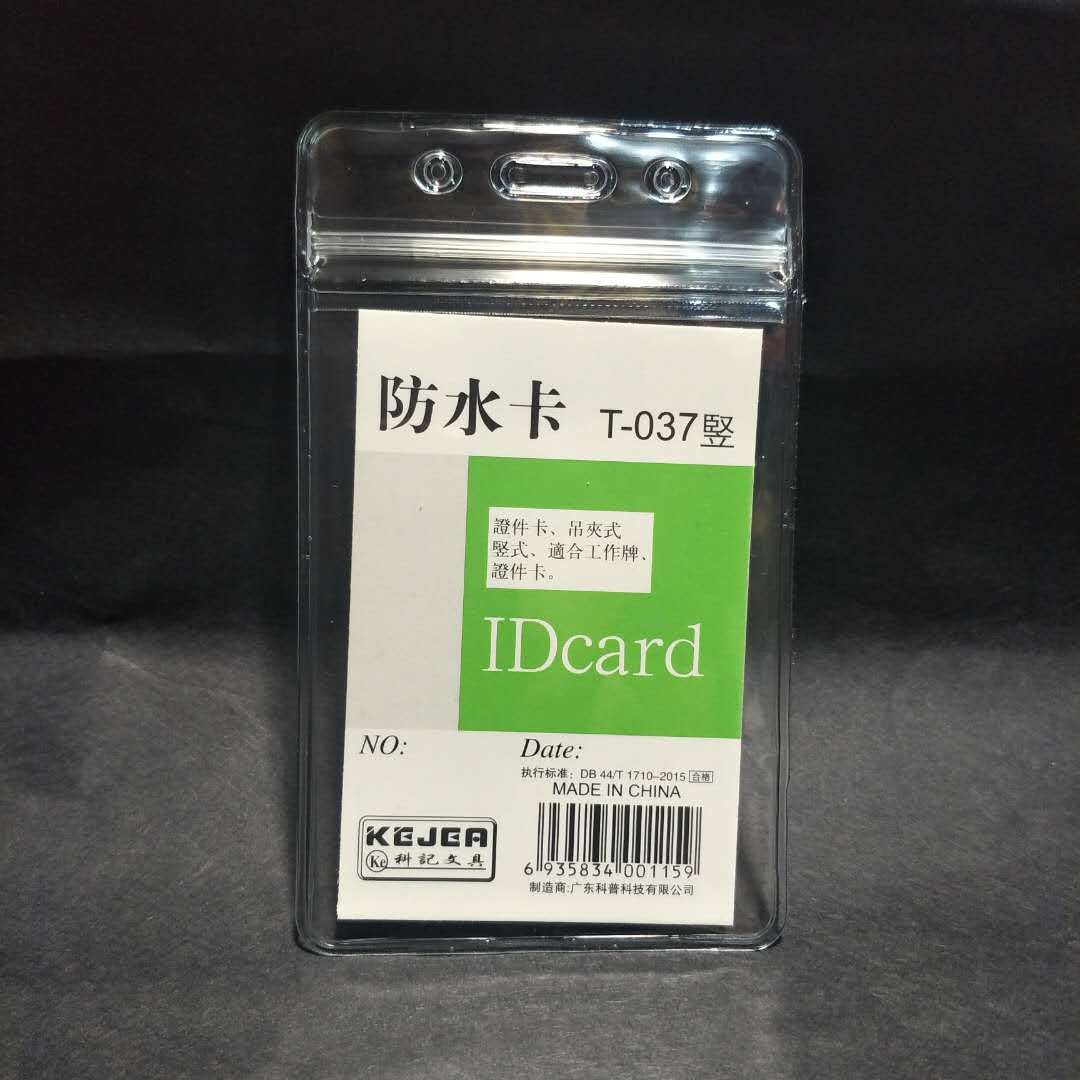 防水卡 T-037竪
證件卡、吊夾式
竪式、適合工作牌、
證件卡。
IDcard
NO: Date:
执行标准：DB 44/T 1710–2015 合格
MADE IN CHINA
KEJEA
Ke 科記文具
6 935834 001159
制造商:广东科普科技有限公司